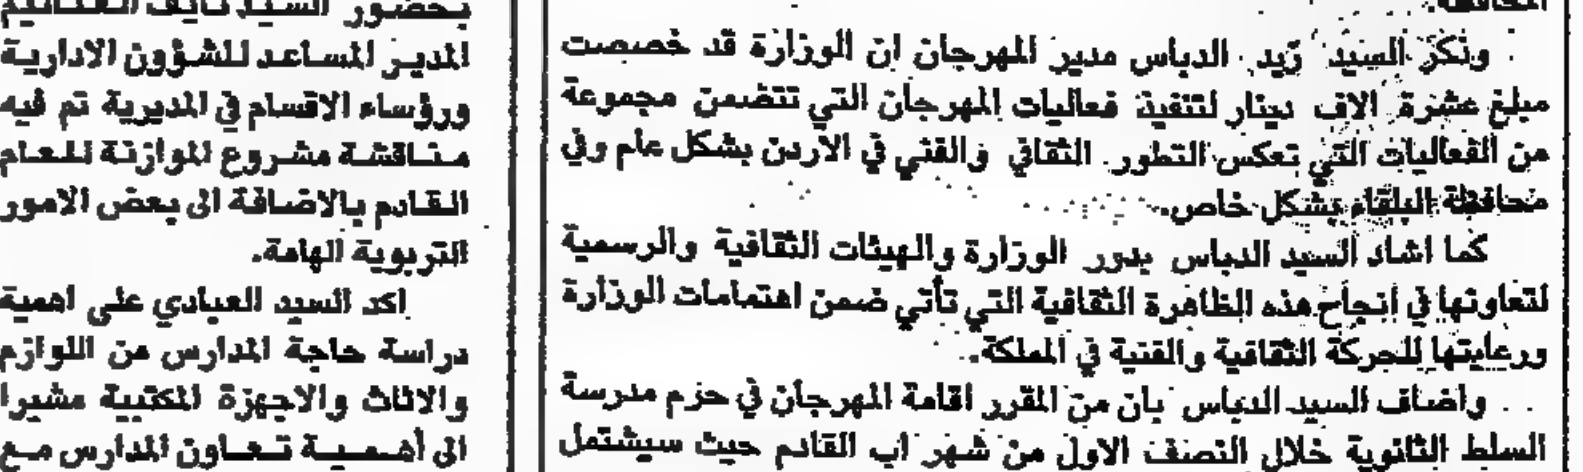 المحافظة.
وذكر السيد زيد الدباس مدير المهرجان ان الوزارة قد خصصت
مبلغ عشرة الاف دينار لتنفيذ فعاليات المهرجان التي تتضمن مجموعة
من الفعاليات التي تعكس التطور الثقافي والفني في الاردن بشكل عام وفي
محافظة البلقاء بشكل خاص.
كما اشاد السيد الدباس بدور الوزارة والهيئات الثقافية والرسمية
لتعاونها في انجاح هذه الظاهرة الثقافية التي تأتي ضمن اهتمامات الوزارة
ورعايتها للحركة الثقافية والفنية في المملكة.
واضاف السيد الدباس بان من المقرر اقامة المهرجان في حزم مدرسة
السلط الثانوية خلال النصف الاول من شهر اب القادم حيث سيشتمل
بحضور السيد نايف
المدير المساعد للشؤون الادارية
ورؤساء الاقسام في المديرية تم فيه
مناقشة مشروع الموازنة للعام
القادم بالاضافة الى بعض الامور
التربوية الهامة.
اكد السيد العبادي على اهمية
دراسة حاجة المدارس من اللوازم
والاثاث والاجهزة المكتبية مشيرا
الى أهمية تعاون المدارس مع